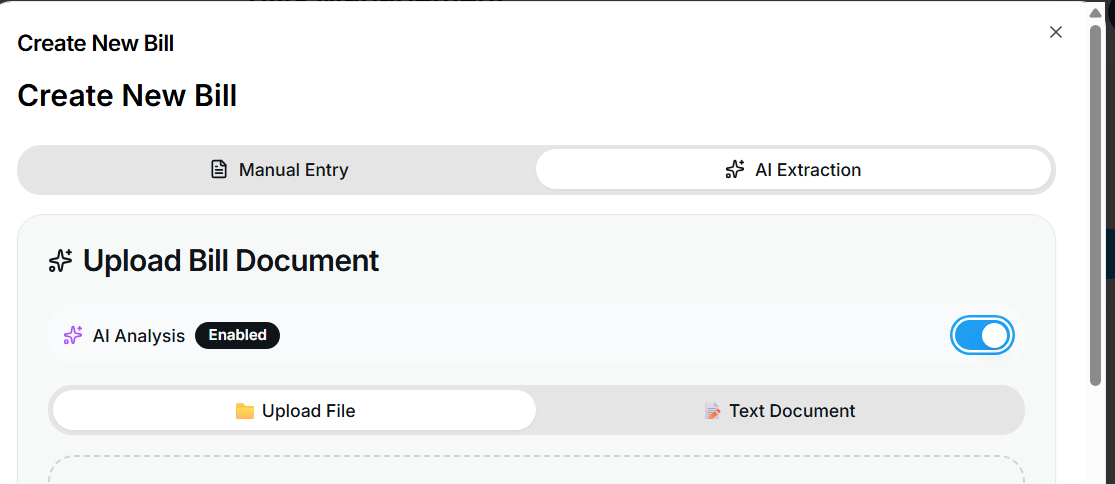 Create New Bill
Create New Bill
Manual Entry
AI Extraction
Upload Bill Document
AI Analysis Enabled
Upload File
Text Document